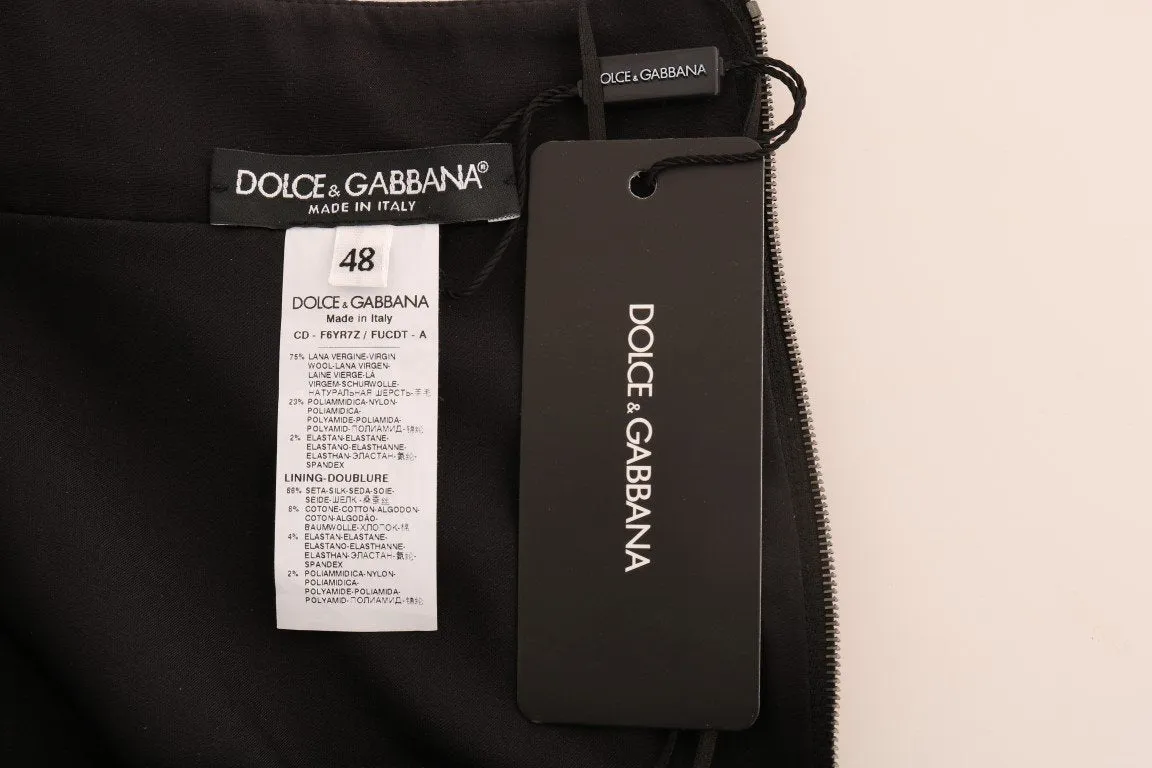 DOLCE & GABBANA
DOLCE & GABBANA®
MADE IN ITALY
48
DOLCE & GABBANA
Made in Italy
CD - F6YR7Z / FUCDT - A
75% LANA VERGINE-VIRGIN
WOOL-LANA VIRGEN-
LAINE VIERGE-LÀ
VIRGEM-SCHURWOLLE-
НАТУРАЛЬНАЯ ШЕРСТЬ-羊毛
23% POLIAMMIDICA-NYLON-
POLIAMIDICA-
POLYAMIDE-POLIAMIDA-
POLYAMID-ПОЛИАМИД-锦纶
2% ELASTAN-ELASTANE-
ELASTANO-ELASTHANNE-
ELASTHAN-ЭЛАСТАН-氨纶-
SPANDEX
LINING-DOUBLURE
SETA-SILK-SEDA-SOIE-
SEIDE-ШЕЛК-桑蚕丝
8% COTONE-COTTON-ALGODON-
COTON-ALGODÃO-
BAUMWOLLE-ХЛОПОК-棉
4% ELASTAN-ELASTANE-
ELASTANO-ELASTHANNE-
ELASTHAN-ЭЛАСТАН-氨纶-
SPANDEX
2% POLIAMMIDICA-NYLON-
POLIAMIDICA-
POLYAMIDE-POLIAMIDA-
POLYAMID-ПОЛИАМИД-锦纶
DOLCE & GABBANA